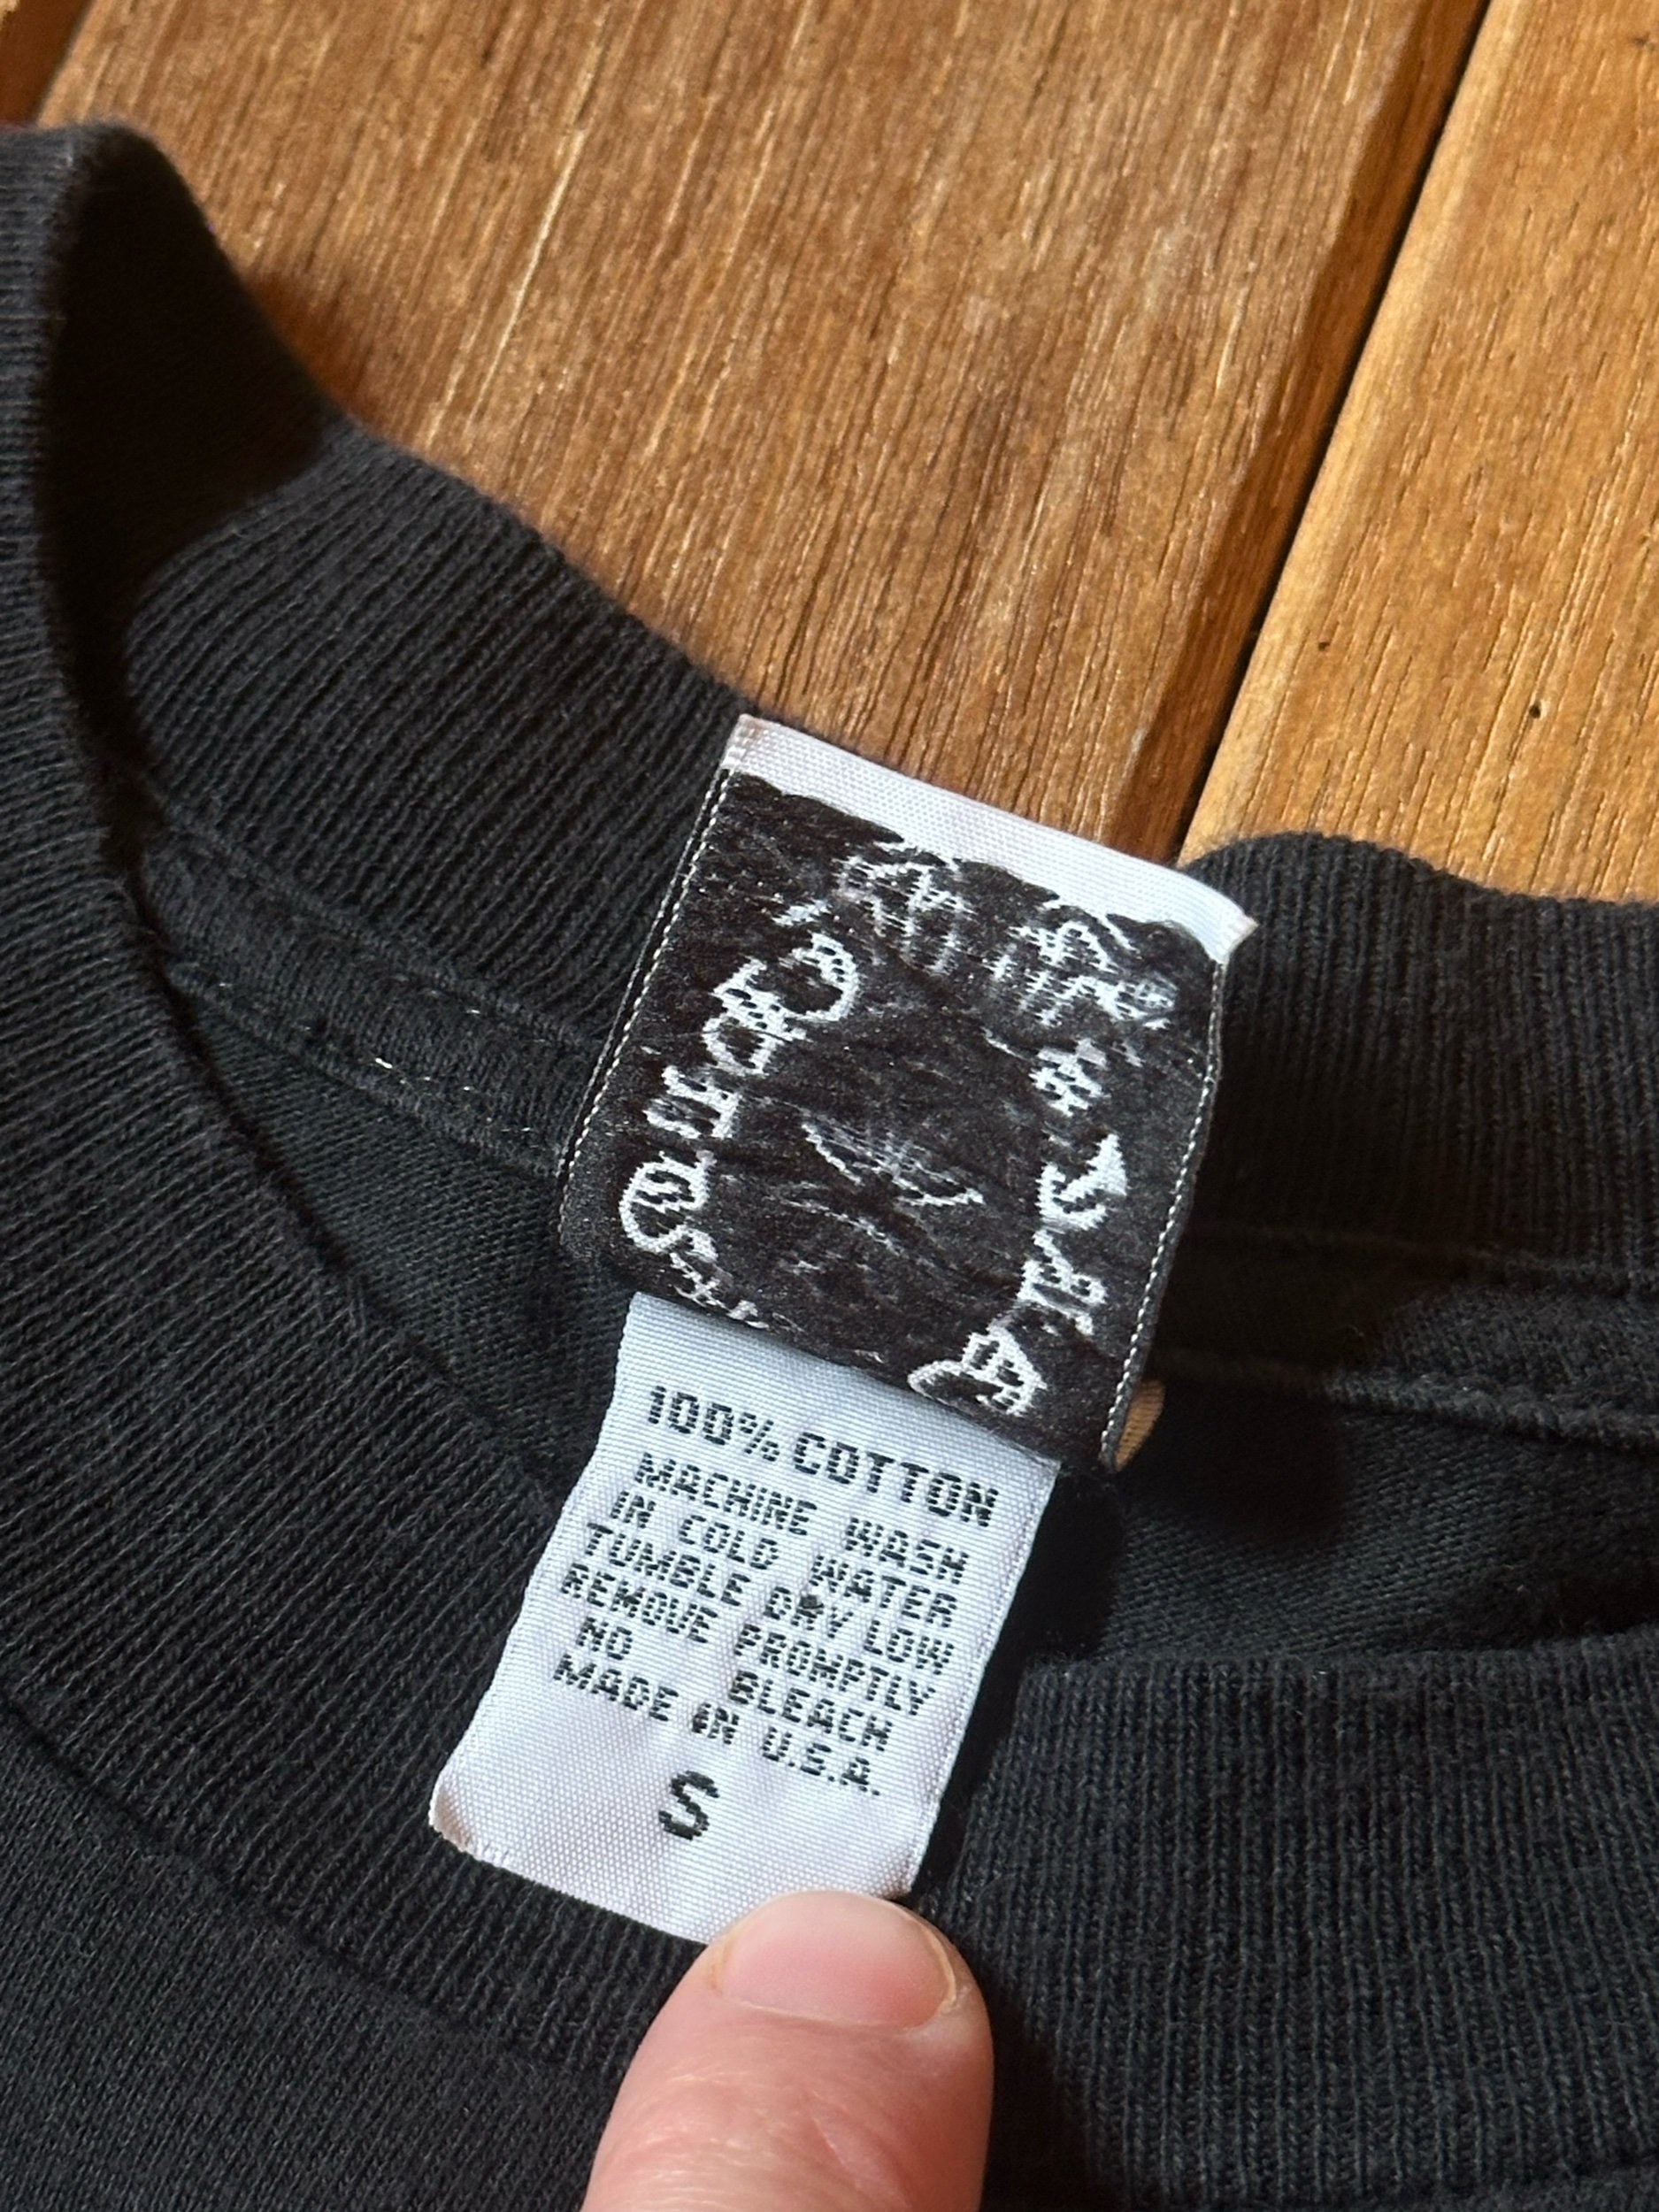 100% COTTON
MACHINE WASH
IN COLD WATER
TUMBLE DRY LOW
REMOVE PROMPTLY
NO BLEACH
MADE IN U.S.A.
S